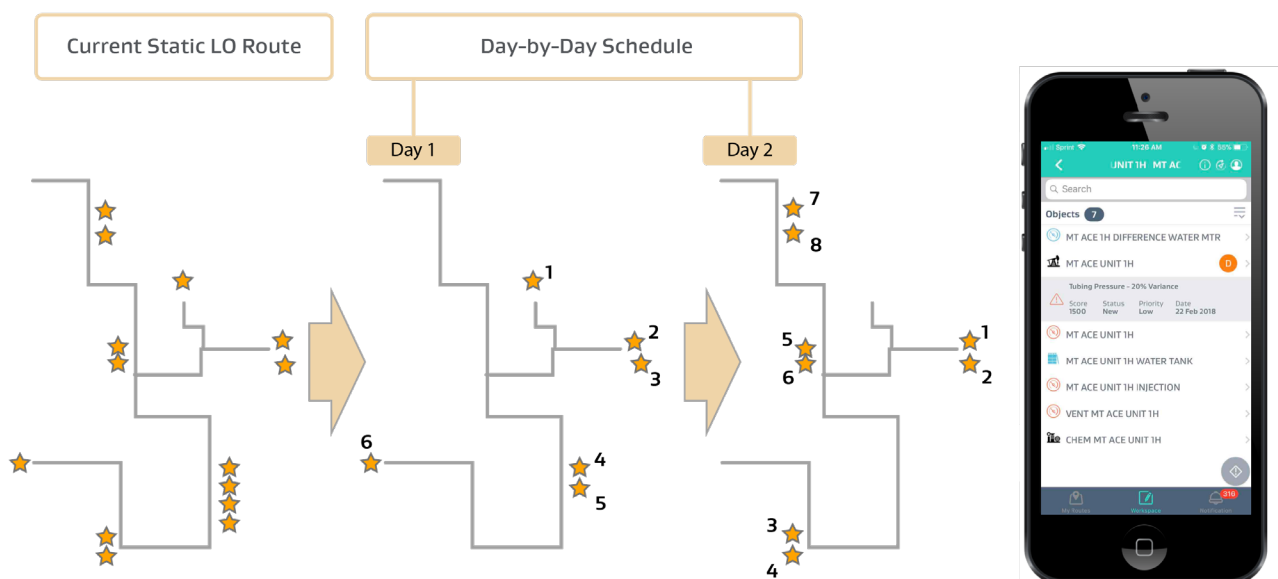 Current Static LO Route
Day-by-Day Schedule
Day 1
Day 2
1
2
3
4
5
6
7
8
5
6
1
2
3
4
Sprint
11:26 AM
55%
UNIT 1H MT AC
Search
Objects 7
MT ACE 1H DIFFERENCE WATER MTR
MT ACE UNIT 1H
D
Tubing Pressure - 20% Variance
Score Status Priority Date
1500 New Low 22 Feb 2018
MT ACE UNIT 1H
MT ACE UNIT 1H WATER TANK
MT ACE UNIT 1H INJECTION
VENT MT ACE UNIT 1H
CHEM MT ACE UNIT 1H
316
My Routes Workspace Notification